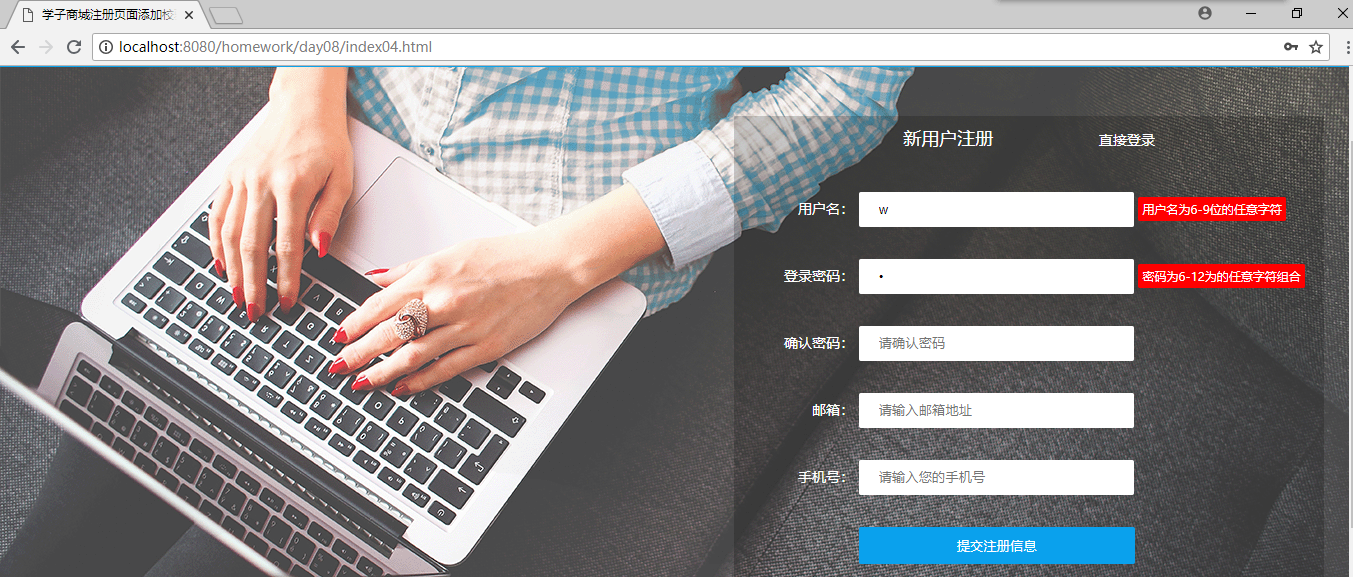 学子商城注册页面添加校
localhost:8080/homework/day08/index04.html
新用户注册 直接登录
用户名： w 用户名为6-9位的任意字符
登录密码： • 密码为6-12为的任意字符组合
确认密码： 请确认密码
邮箱： 请输入邮箱地址
手机号： 请输入您的手机号
提交注册信息